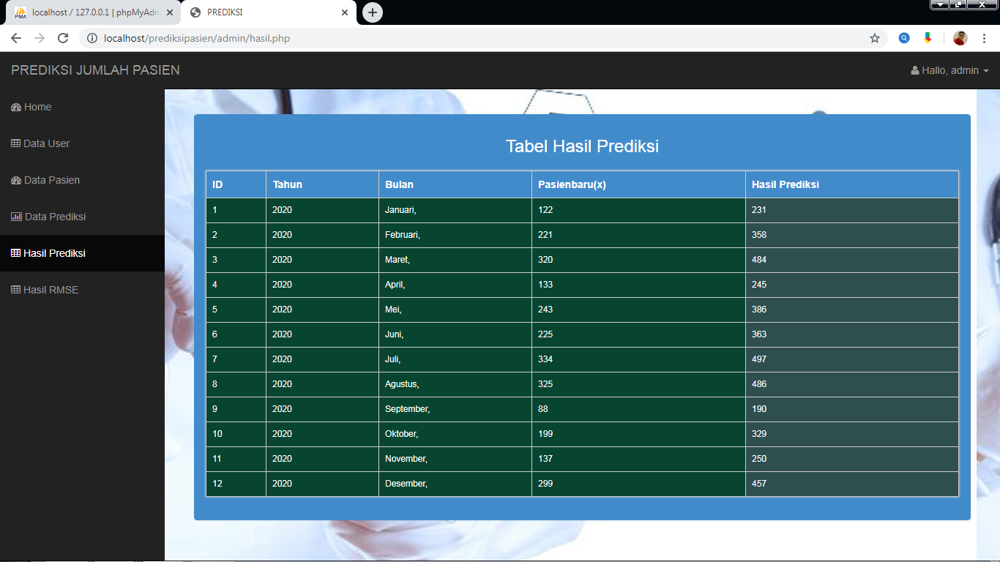 localhost / 127.0.0.1 | phpMyAdm
PREDIKSI
localhost/prediksipasien/admin/hasil.php
PREDIKSI JUMLAH PASIEN
Hallo, admin
Home
Data User
Data Pasien
Data Prediksi
Hasil Prediksi
Hasil RMSE
Tabel Hasil Prediksi
ID Tahun Bulan Pasienbaru(x) Hasil Prediksi
1 2020 Januari, 122 231
2 2020 Februari, 221 358
3 2020 Maret, 320 484
4 2020 April, 133 245
5 2020 Mei, 243 386
6 2020 Juni, 225 363
7 2020 Juli, 334 497
8 2020 Agustus, 325 486
9 2020 September, 88 190
10 2020 Oktober, 199 329
11 2020 November, 137 250
12 2020 Desember, 299 457